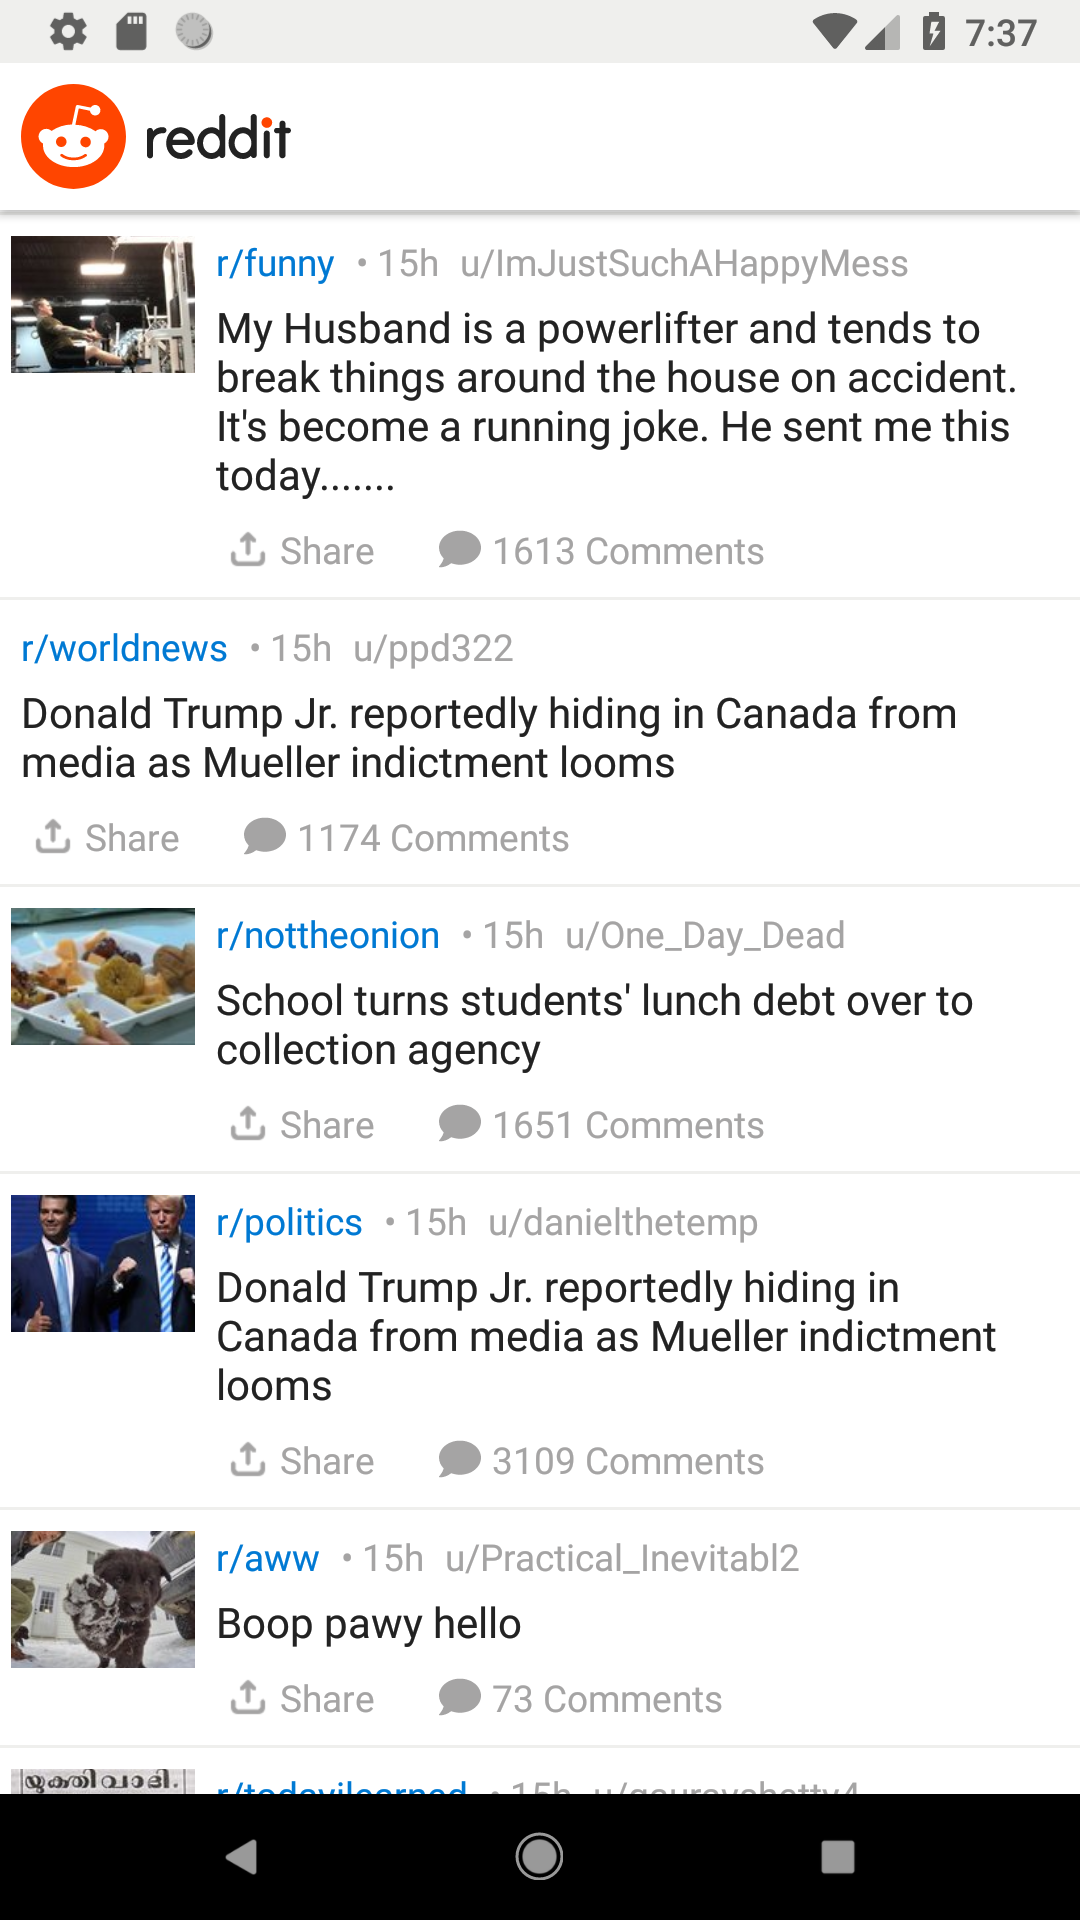 7:37
reddit
r/funny • 15h u/ImJustSuchAHappyMess
My Husband is a powerlifter and tends to
break things around the house on accident.
It's become a running joke. He sent me this
today.......
Share 1613 Comments
r/worldnews • 15h u/ppd322
Donald Trump Jr. reportedly hiding in Canada from
media as Mueller indictment looms
Share 1174 Comments
r/nottheonion • 15h u/One_Day_Dead
School turns students' lunch debt over to
collection agency
Share 1651 Comments
r/politics • 15h u/danielthetemp
Donald Trump Jr. reportedly hiding in
Canada from media as Mueller indictment
looms
Share 3109 Comments
r/aww • 15h u/Practical_Inevitabl2
Boop pawy hello
Share 73 Comments
യുക്തിവാദി.
r/todayilearned • 15h u/gouravshetty4